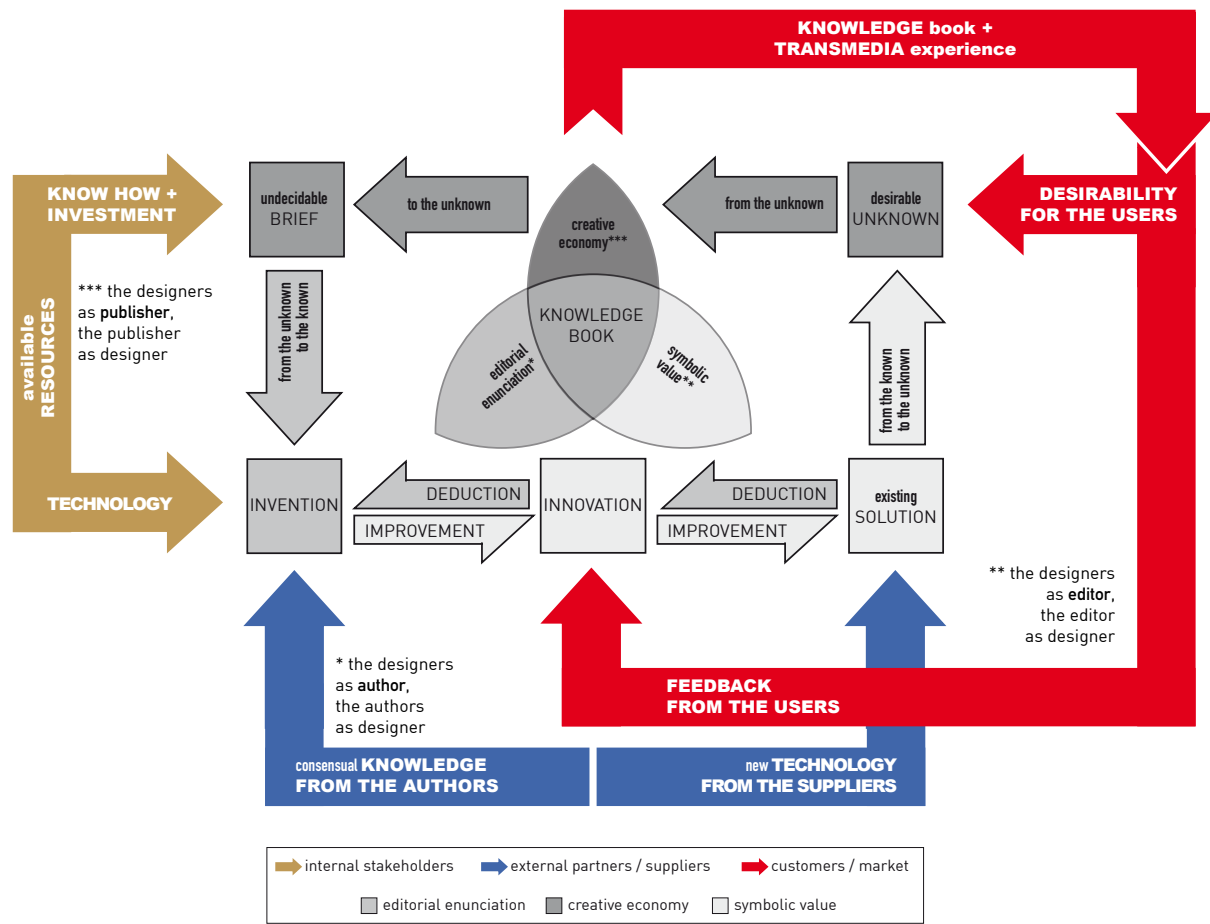 KNOWLEDGE book +
TRANSMEDIA experience
KNOW HOW +
INVESTMENT
undecidable
BRIEF
to the unknown
creative
economy***
from the unknown
desirable
UNKNOWN
DESIRABILITY
FOR THE USERS
available
RESOURCES
*** the designers
as publisher,
the publisher
as designer
from the unknown
to the known
KNOWLEDGE
BOOK
editorial
enunciation*
symbolic
value**
from the known
to the unknown
TECHNOLOGY
INVENTION
DEDUCTION
IMPROVEMENT
INNOVATION
DEDUCTION
IMPROVEMENT
existing
SOLUTION
** the designers
as editor,
the editor
as designer
* the designers
as author,
the authors
as designer
FEEDBACK
FROM THE USERS
consensual KNOWLEDGE
FROM THE AUTHORS
new TECHNOLOGY
FROM THE SUPPLIERS
internal stakeholders
external partners / suppliers
customers / market
editorial enunciation
creative economy
symbolic value